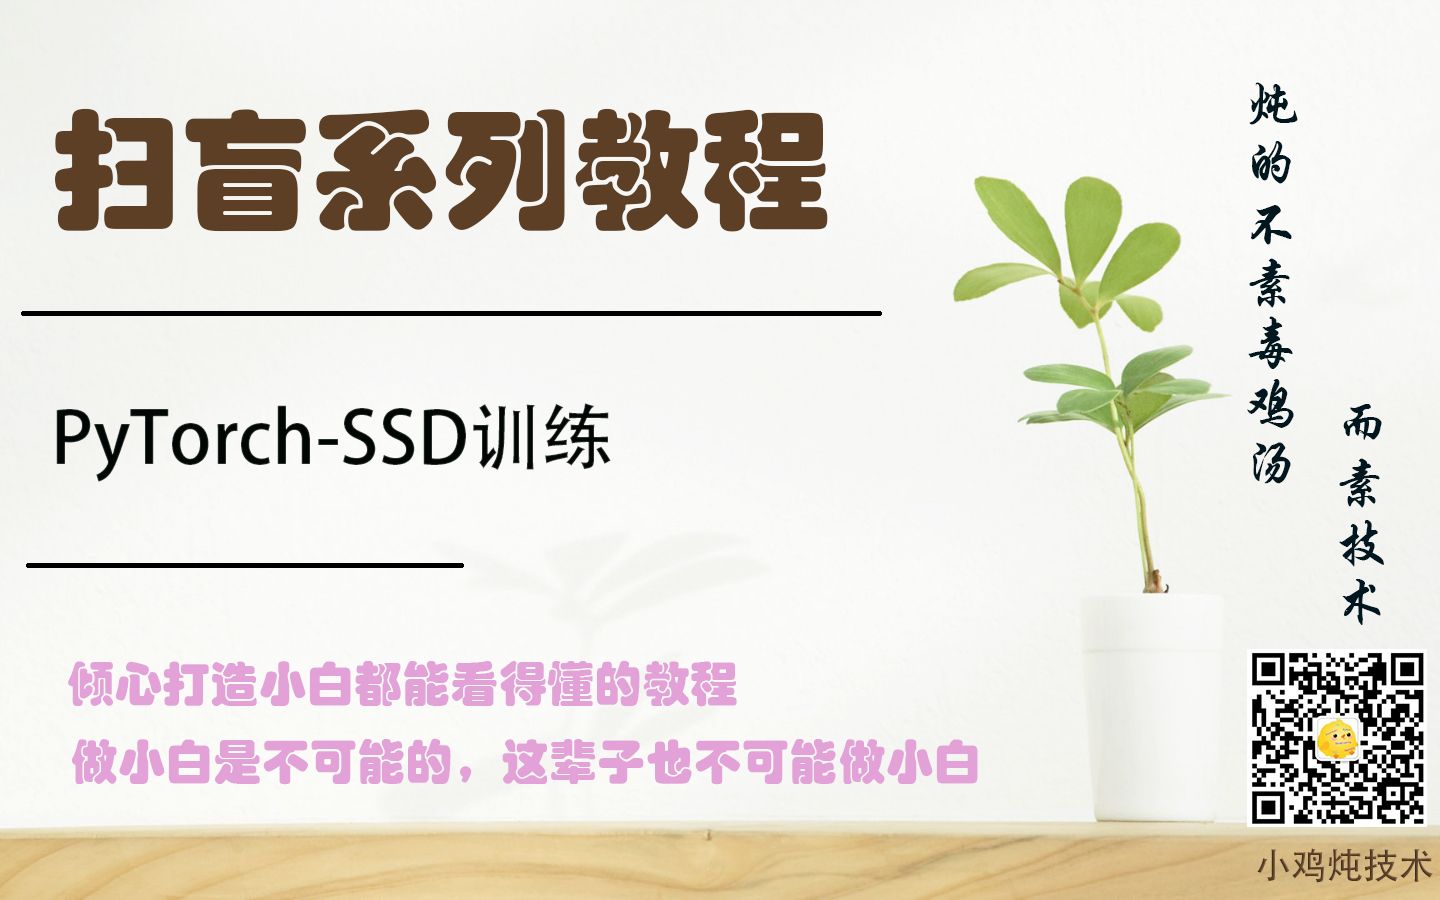 扫盲系列教程
PyTorch-SSD训练
倾心打造小白都能看得懂的教程
做小白是不可能的，这辈子也不可能做小白
炖的不素毒鸡汤
而素技术
小鸡炖技术